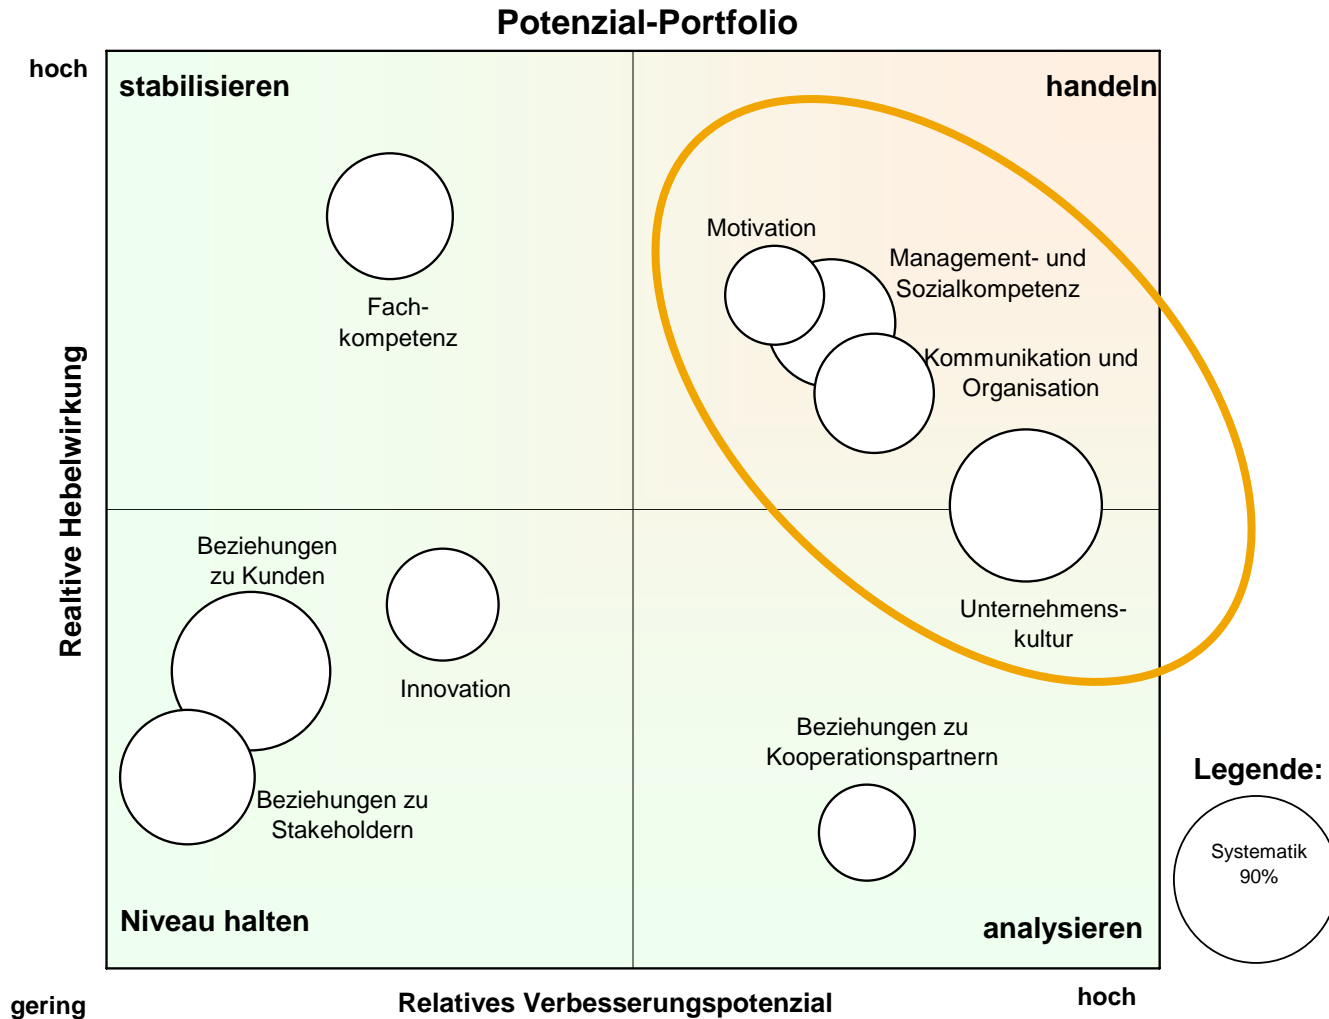 Potenzial-Portfolio
hoch
stabilisieren
handeln
Motivation
Management- und
Sozialkompetenz
Fach-
kompetenz
Kommunikation und
Organisation
Realtive Hebelwirkung
Beziehungen
zu Kunden
Innovation
Unternehmens-
kultur
Beziehungen zu
Kooperationspartnern
Beziehungen zu
Stakeholdern
Legende:
Systematik
90%
Niveau halten
analysieren
gering
Relatives Verbesserungspotenzial
hoch